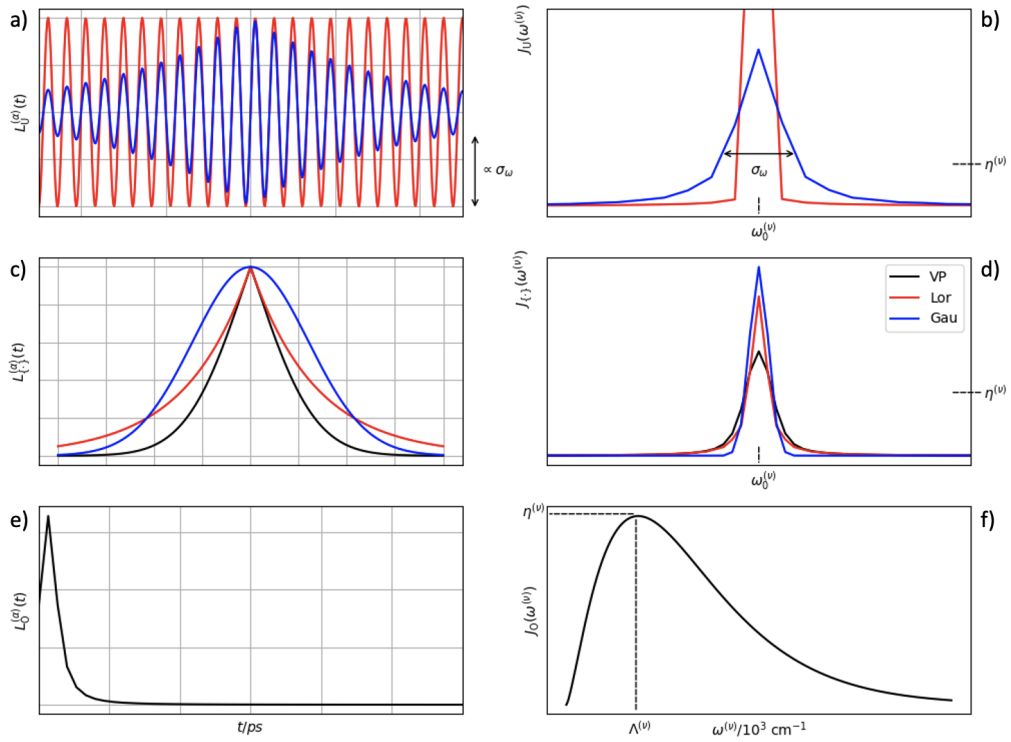 a)
L_U^(α)(t)
∝ σ_ω
b)
J_U(ω^(ν))
σ_ω
η^(ν)
ω_0^(ν)
c)
L_{·}^(α)(t)
d)
J_{·}(ω^(ν))
VP
Lor
Gau
η^(ν)
ω_0^(ν)
e)
L_O^(α)(t)
t/ps
f)
η^(ν)
J_O(ω^(ν))
Λ^(ν)
ω^(ν)/10^3 cm^−1